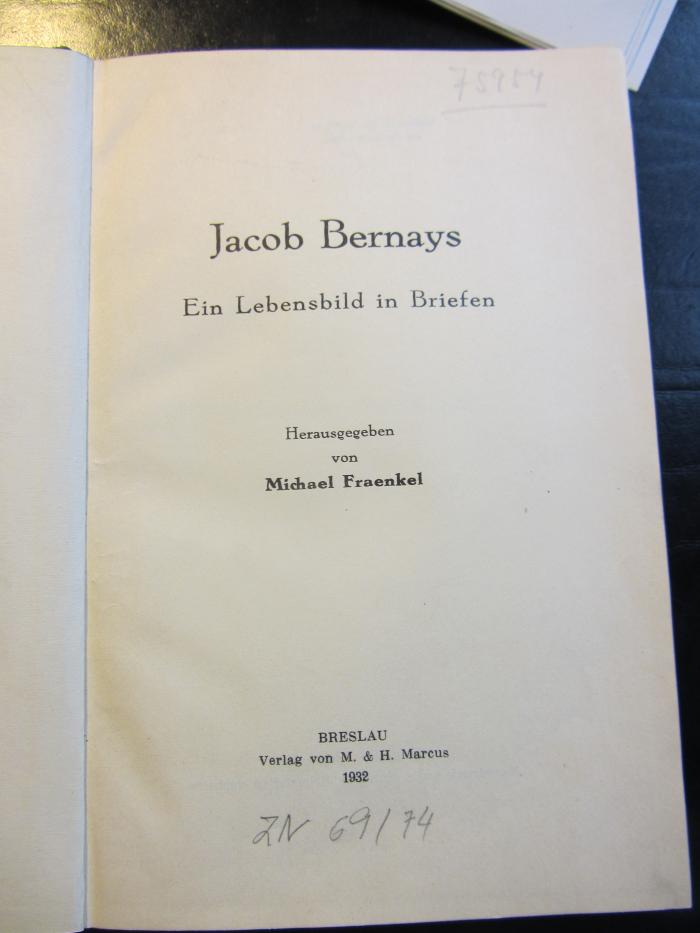 75954
Jacob Bernays
Ein Lebensbild in Briefen
Herausgegeben
von
Michael Fraenkel
BRESLAU
Verlag von M. & H. Marcus
1932
ZN 69/74